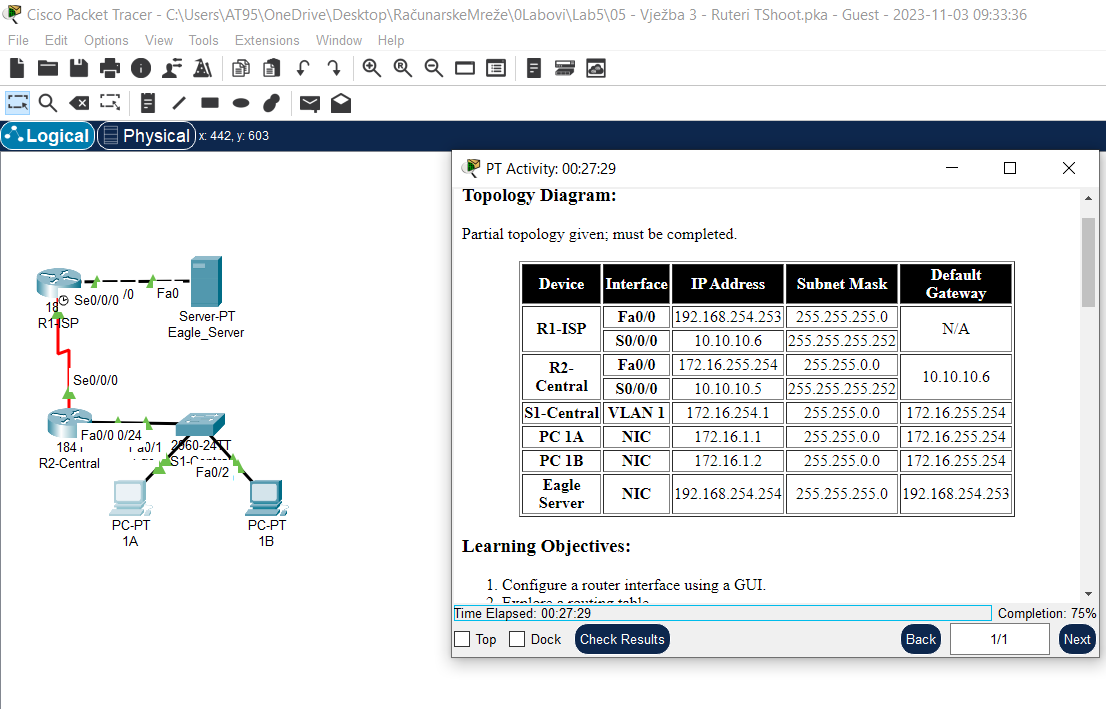 Cisco Packet Tracer - C:\Users\AT95\OneDrive\Desktop\RačunarskeMreže\0Labovi\Lab5\05 - Vježba 3 - Ruteri TShoot.pka - Guest - 2023-11-03 09:33:36
File Edit Options View Tools Extensions Window Help
Logical Physical x: 442, y: 603
PT Activity: 00:27:29
Topology Diagram:
Partial topology given; must be completed.
Device Interface IP Address Subnet Mask Default Gateway
R1-ISP Fa0/0 192.168.254.253 255.255.255.0 N/A
S0/0/0 10.10.10.6 255.255.255.252
R2-Central Fa0/0 172.16.255.254 255.255.0.0 10.10.10.6
S0/0/0 10.10.10.5 255.255.255.252
S1-Central VLAN 1 172.16.254.1 255.255.0.0 172.16.255.254
PC 1A NIC 172.16.1.1 255.255.0.0 172.16.255.254
PC 1B NIC 172.16.1.2 255.255.0.0 172.16.255.254
Eagle Server NIC 192.168.254.254 255.255.255.0 192.168.254.253
Learning Objectives:
1. Configure a router interface using a GUI.
2. Explore a routing table.
Time Elapsed: 00:27:29 Completion: 75%
Top Dock Check Results Back 1/1 Next
Se0/0/0 /0 Fa0
18
R1-ISP
Server-PT
Eagle_Server
Se0/0/0
Fa0/0 0/24
184
R2-Central
2960-24TT
S1-Central
Fa0/2
PC-PT
1A
PC-PT
1B